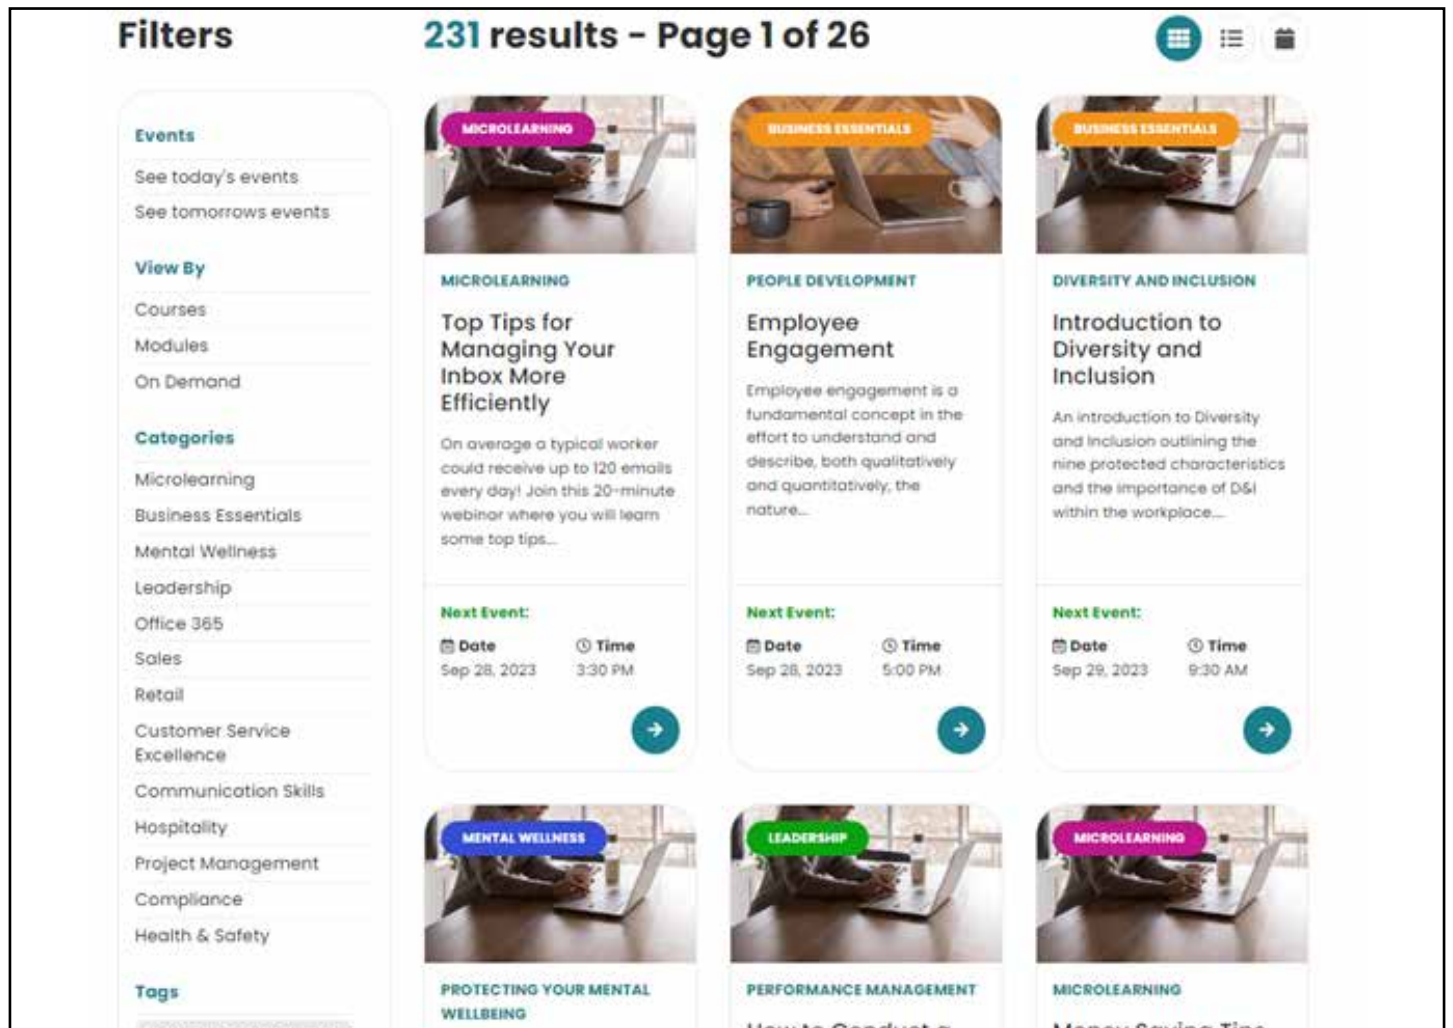 Filters
231 results - Page 1 of 26
Events
See today's events
See tomorrows events
View By
Courses
Modules
On Demand
Categories
Microlearning
Business Essentials
Mental Wellness
Leadership
Office 365
Sales
Retail
Customer Service
Excellence
Communication Skills
Hospitality
Project Management
Compliance
Health & Safety
Tags
MICROLEARNING
MICROLEARNING
Top Tips for
Managing Your
Inbox More
Efficiently
On average a typical worker
could receive up to 120 emails
every day! Join this 20-minute
webinar where you will learn
some top tips...
Next Event:
Date
Time
Sep 28, 2023
3:30 PM
BUSINESS ESSENTIALS
PEOPLE DEVELOPMENT
Employee
Engagement
Employee engagement is a
fundamental concept in the
effort to understand and
describe, both qualitatively
and quantitatively, the
nature...
Next Event:
Date
Time
Sep 28, 2023
5:00 PM
BUSINESS ESSENTIALS
DIVERSITY AND INCLUSION
Introduction to
Diversity and
Inclusion
An introduction to Diversity
and Inclusion outlining the
nine protected characteristics
and the importance of D&I
within the workplace....
Next Event:
Date
Time
Sep 29, 2023
9:30 AM
MENTAL WELLNESS
PROTECTING YOUR MENTAL
WELLBEING
LEADERSHIP
PERFORMANCE MANAGEMENT
How to Conduct a
MICROLEARNING
MICROLEARNING
Money Saving Tips